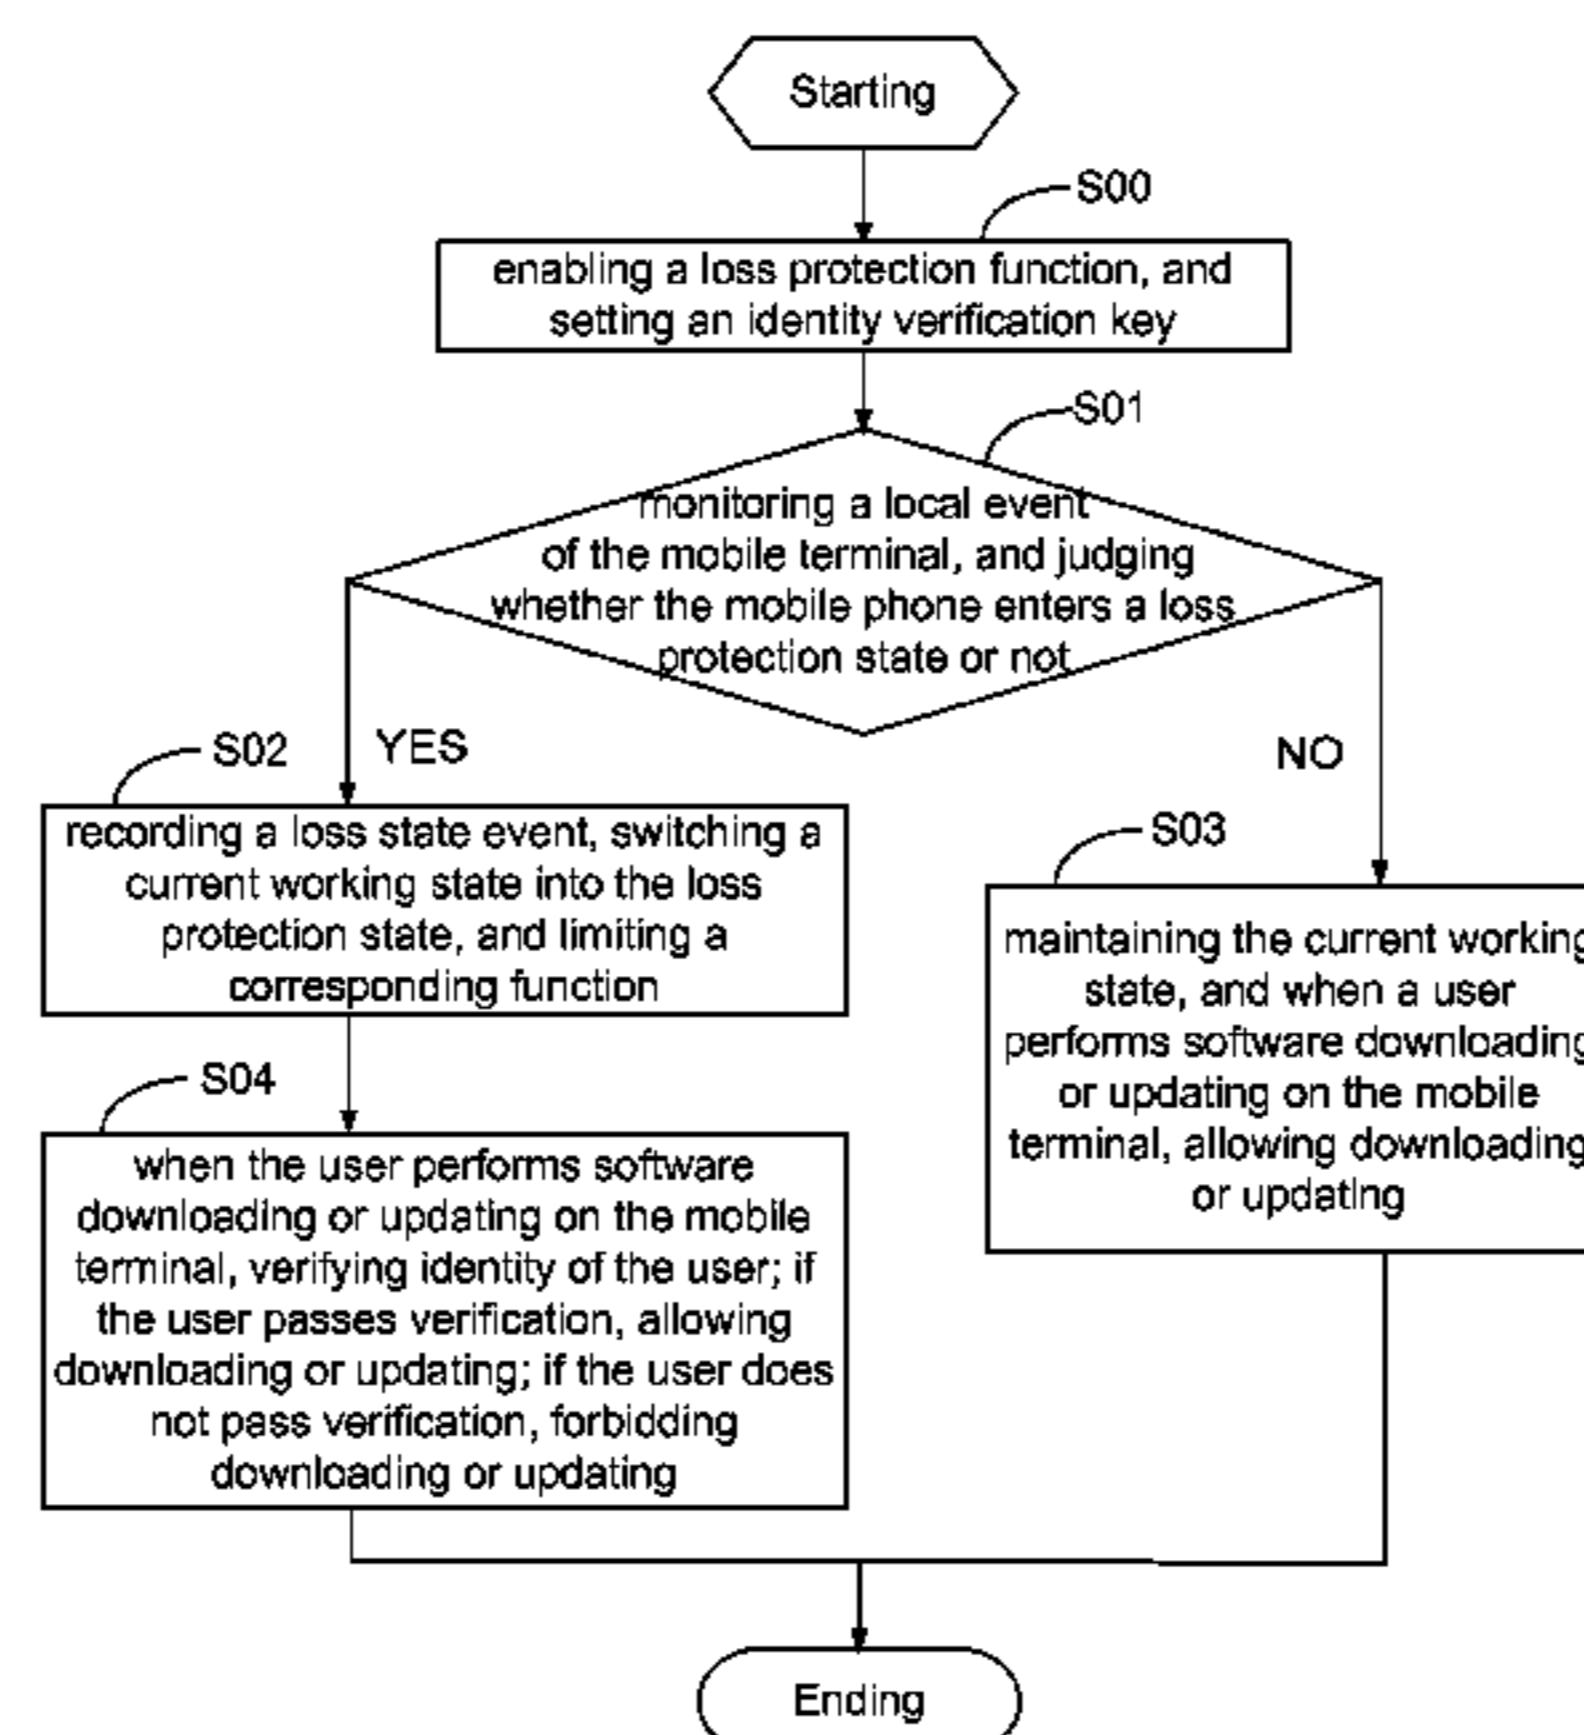 Starting
S00
enabling a loss protection function, and
setting an identity verification key
S01
monitoring a local event
of the mobile terminal, and judging
whether the mobile phone enters a loss
protection state or not
YES
NO
S02
recording a loss state event, switching a
current working state into the loss
protection state, and limiting a
corresponding function
S03
maintaining the current working
state, and when a user
performs software downloading
or updating on the mobile
terminal, allowing downloading
or updating
S04
when the user performs software
downloading or updating on the mobile
terminal, verifying identity of the user; if
the user passes verification, allowing
downloading or updating; if the user does
not pass verification, forbidding
downloading or updating
Ending